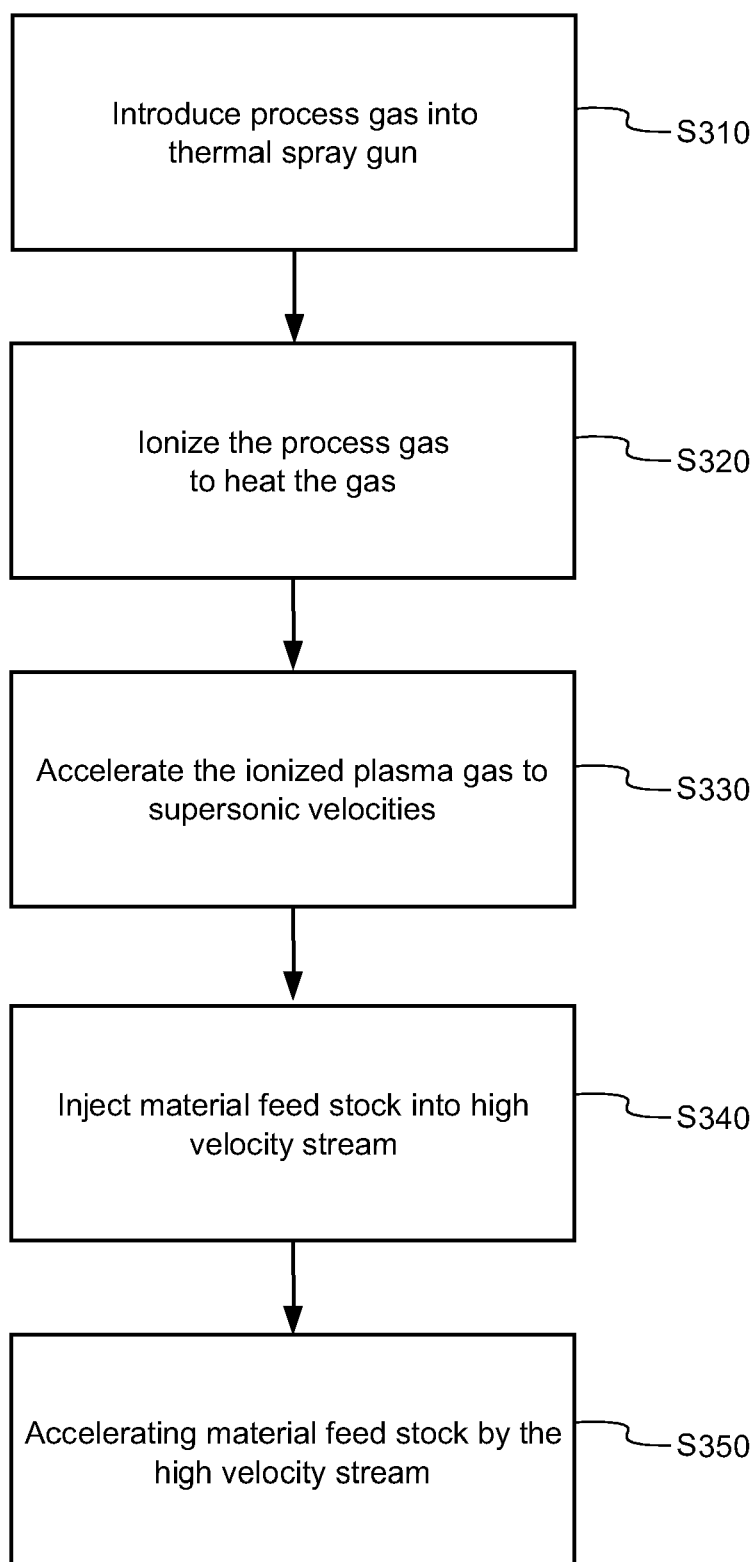 Introduce process gas into
thermal spray gun
S310
Ionize the process gas
to heat the gas
S320
Accelerate the ionized plasma gas to
supersonic velocities
S330
Inject material feed stock into high
velocity stream
S340
Accelerating material feed stock by the
high velocity stream
S350